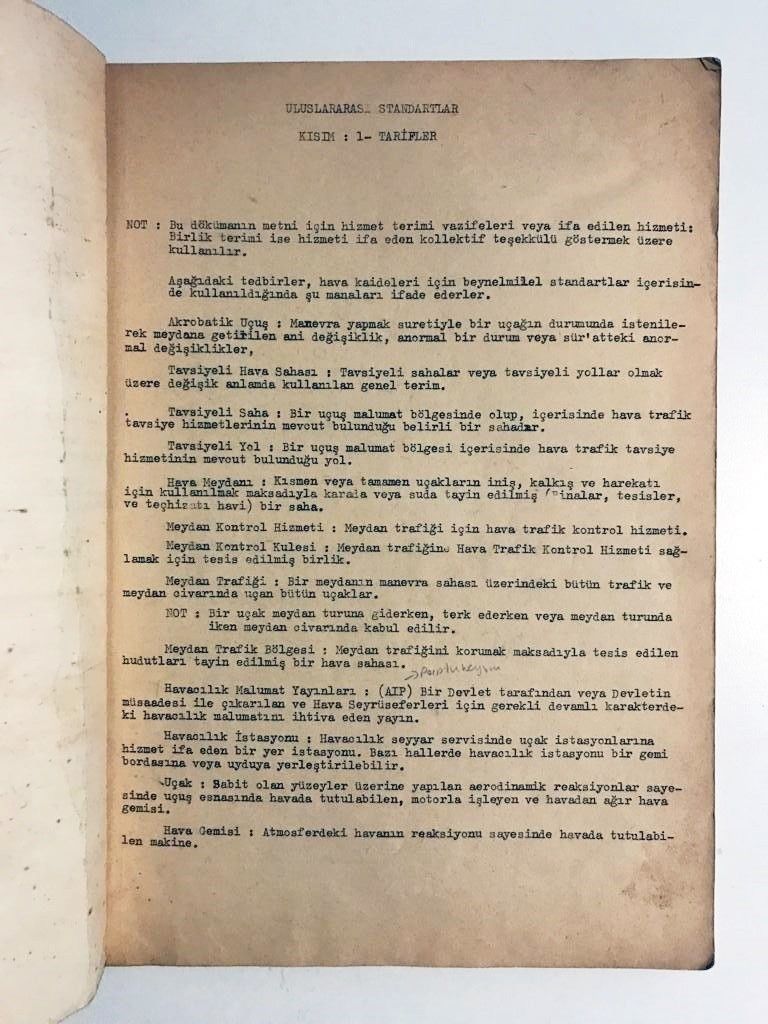 ULUSLARARASI STANDARTLAR
KISIM : 1- TARİFLER
NOT : Bu dökümanın metni için hizmet terimi vazifeleri veya ifa edilen hizmeti:
Birlik terimi ise hizmeti ifa eden kollektif teşekkülü göstermek üzere
kullanılır.
Aşağıdaki tedbirler, hava kaideleri için beynelmilel standartlar içerisin-
de kullanıldığında şu manaları ifade ederler.
Akrobatik Uçuş : Manevra yapmak suretiyle bir uçağın durumunda istenile-
rek meydana getirilen ani değişiklik, anormal bir durum veya sür'atteki anor-
mal değişiklikler,
Tavsiyeli Hava Sahası : Tavsiyeli sahalar veya tavsiyeli yollar olmak
üzere değişik anlamda kullanılan genel terim.
Tavsiyeli Saha : Bir uçuş malumat bölgesinde olup, içerisinde hava trafik
tavsiye hizmetlerinin mevcut bulunduğu belirli bir sahadır.
Tavsiyeli Yol : Bir uçuş malumat bölgesi içerisinde hava trafik tavsiye
hizmetinin mevcut bulunduğu yol.
Hava Meydanı : Kısmen veya tamamen uçakların iniş, kalkış ve harekatı
için kullanılmak maksadıyla karada veya suda tayin edilmiş (binalar, tesisler,
ve teçhizatı havi) bir saha.
Meydan Kontrol Hizmeti : Meydan trafiği için hava trafik kontrol hizmeti.
Meydan Kontrol Kulesi : Meydan trafiğine Hava Trafik Kontrol Hizmeti sağ-
lamak için tesis edilmiş birlik.
Meydan Trafiği : Bir meydanın manevra sahası üzerindeki bütün trafik ve
meydan civarında uçan bütün uçaklar.
NOT : Bir uçak meydan turuna giderken, terk ederken veya meydan turunda
iken meydan civarında kabul edilir.
Meydan Trafik Bölgesi : Meydan trafiğini korumak maksadıyla tesis edilen
hudutları tayin edilmiş bir hava sahası.
Havacılık Malumat Yayınları : (AIP) Bir Devlet tarafından veya Devletin
müsaadesi ile çıkarılan ve Hava Seyrüseferleri için gerekli devamlı karakterde-
ki havacılık malumatını ihtiva eden yayın.
Havacılık İstasyonu : Havacılık seyyar servisinde uçak istasyonlarına
hizmet ifa eden bir yer istasyonu. Bazı hallerde havacılık istasyonu bir gemi
bordasına veya uyduya yerleştirilebilir.
Uçak : Sabit olan yüzeyler üzerine yapılan aerodinamik reaksiyonlar saye-
sinde uçuş esnasında havada tutulabilen, motorla işleyen ve havadan ağır hava
gemisi.
Hava Gemisi : Atmosferdeki havanın reaksiyonu sayesinde havada tutulabi-
len makine.